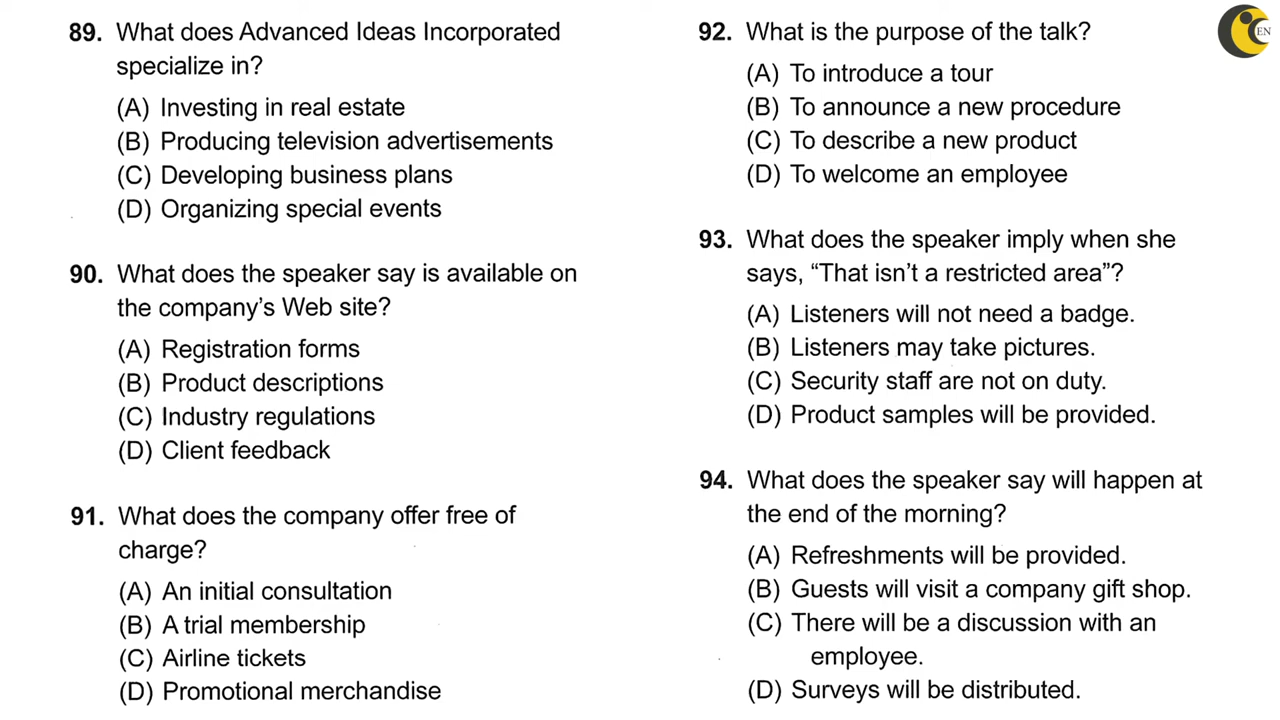 89. What does Advanced Ideas Incorporated
specialize in?
(A) Investing in real estate
(B) Producing television advertisements
(C) Developing business plans
(D) Organizing special events
90. What does the speaker say is available on
the company's Web site?
(A) Registration forms
(B) Product descriptions
(C) Industry regulations
(D) Client feedback
91. What does the company offer free of
charge?
(A) An initial consultation
(B) A trial membership
(C) Airline tickets
(D) Promotional merchandise
92. What is the purpose of the talk?
(A) To introduce a tour
(B) To announce a new procedure
(C) To describe a new product
(D) To welcome an employee
93. What does the speaker imply when she
says, “That isn't a restricted area”?
(A) Listeners will not need a badge.
(B) Listeners may take pictures.
(C) Security staff are not on duty.
(D) Product samples will be provided.
94. What does the speaker say will happen at
the end of the morning?
(A) Refreshments will be provided.
(B) Guests will visit a company gift shop.
(C) There will be a discussion with an
employee.
(D) Surveys will be distributed.
EN